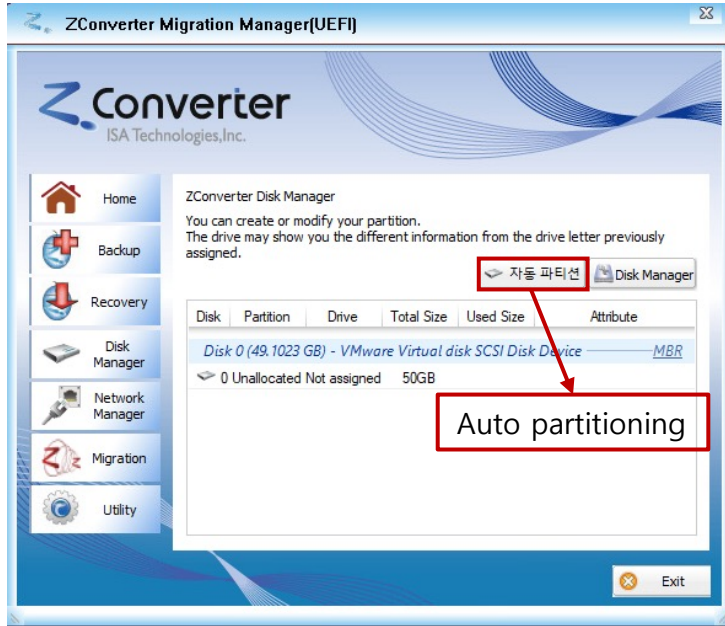 ZConverter Migration Manager(UEFI)
Z Converter
ISA Technologies,Inc.
Home
Backup
Recovery
Disk
Manager
Network
Manager
Migration
Utility
ZConverter Disk Manager
You can create or modify your partition.
The drive may show you the different information from the drive letter previously
assigned.
자동 파티션 Disk Manager
Disk Partition Drive Total Size Used Size Attribute
Disk 0 (49.1023 GB) - VMware Virtual disk SCSI Disk Device MBR
0 Unallocated Not assigned 50GB
Auto partitioning
Exit